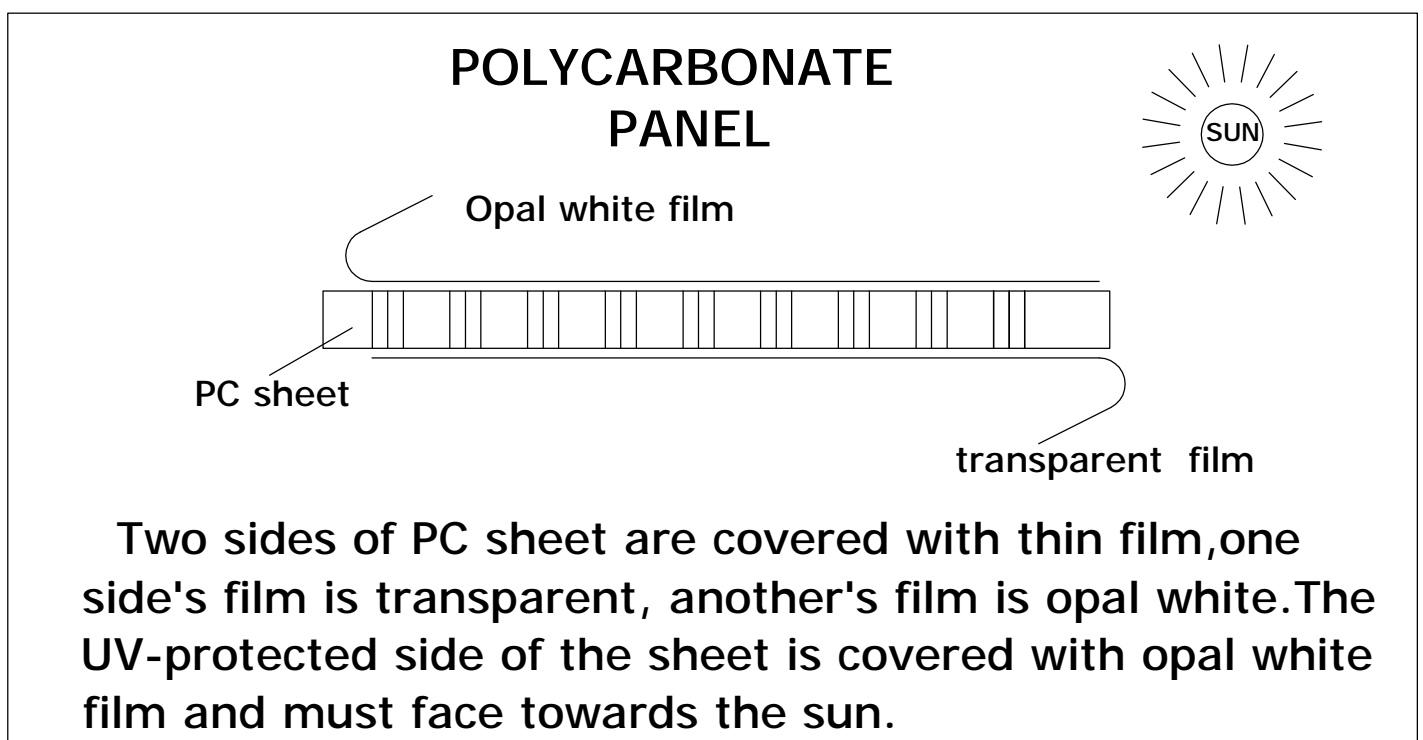 POLYCARBONATE
PANEL
SUN
Opal white film
PC sheet
transparent film
Two sides of PC sheet are covered with thin film,one
side's film is transparent, another's film is opal white.The
UV-protected side of the sheet is covered with opal white
film and must face towards the sun.